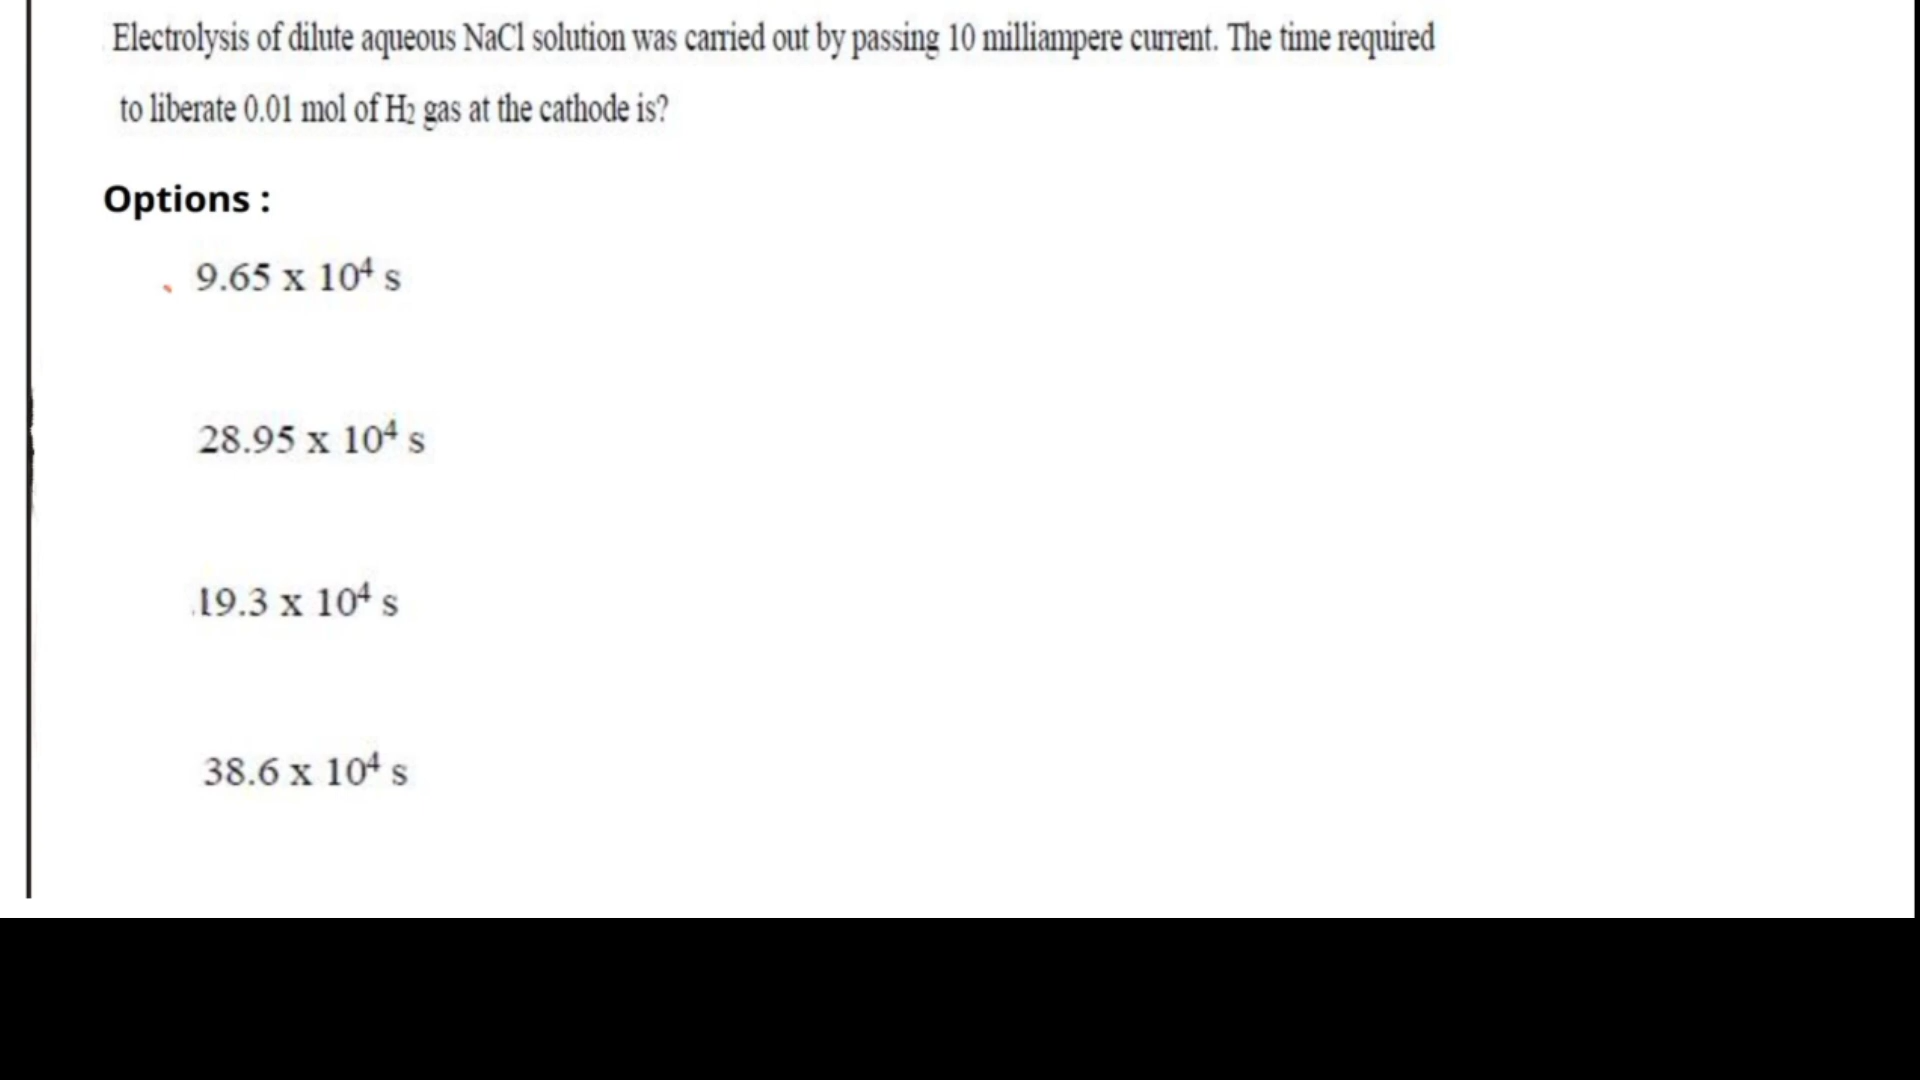 Electrolysis of dilute aqueous NaCl solution was carried out by passing 10 milliampere current. The time required
to liberate 0.01 mol of H₂ gas at the cathode is?
Options :
9.65 x 10⁴ s
28.95 x 10⁴ s
19.3 x 10⁴ s
38.6 x 10⁴ s